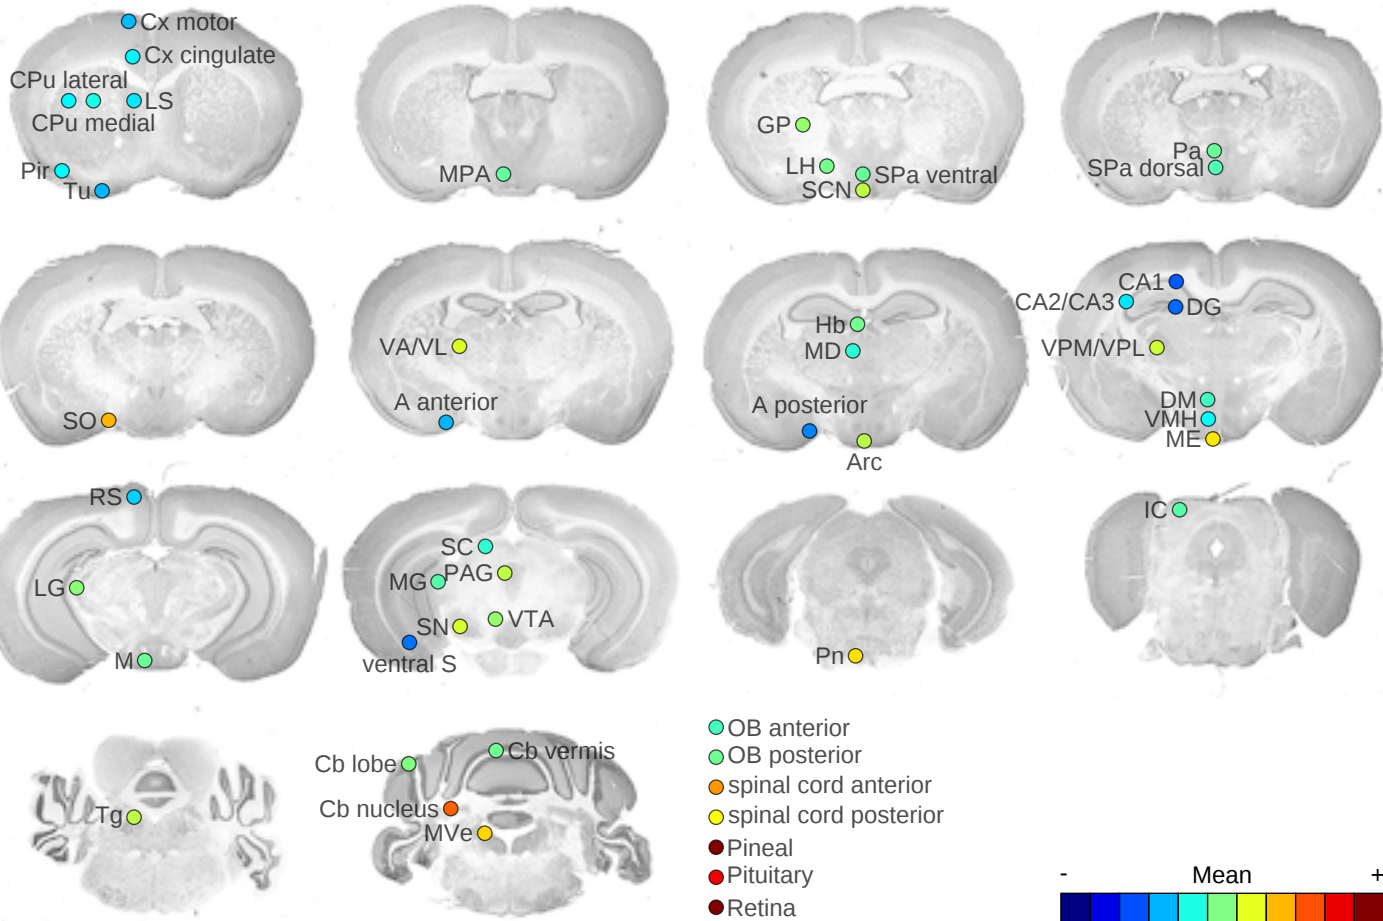 Cx motor
Cx cingulate
CPu lateral
LS
CPu medial
Pir
Tu
MPA
GP
LH
SPa ventral
SCN
Pa
SPa dorsal
SO
VA/VL
A anterior
Hb
MD
A posterior
Arc
CA1
CA2/CA3
DG
VPM/VPL
DM
VMH
ME
RS
LG
M
SC
MG
PAG
SN
VTA
ventral S
Pn
IC
Tg
Cb lobe
Cb vermis
Cb nucleus
MVe
OB anterior
OB posterior
spinal cord anterior
spinal cord posterior
Pineal
Pituitary
Retina
- Mean +